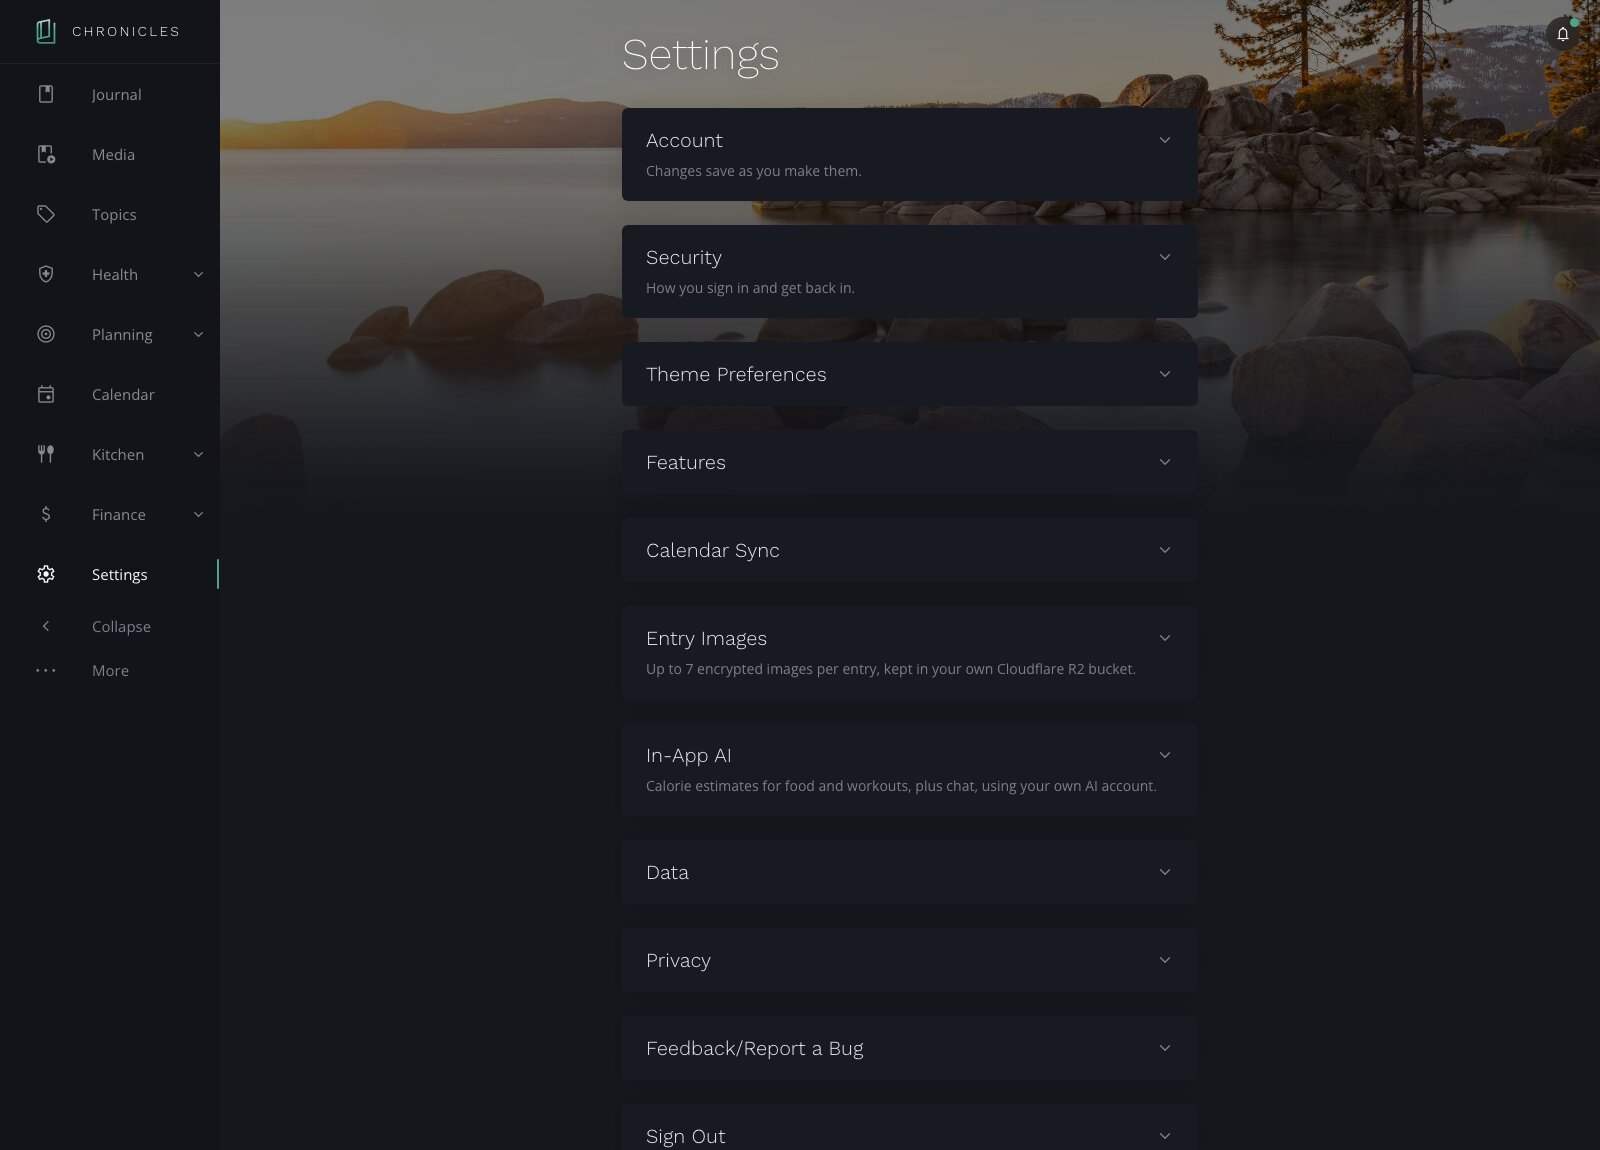 CHRONICLES
Journal
Media
Topics
Health
Planning
Calendar
Kitchen
Finance
Settings
Collapse
More
Settings
Account
Changes save as you make them.
Security
How you sign in and get back in.
Theme Preferences
Features
Calendar Sync
Entry Images
Up to 7 encrypted images per entry, kept in your own Cloudflare R2 bucket.
In-App AI
Calorie estimates for food and workouts, plus chat, using your own AI account.
Data
Privacy
Feedback/Report a Bug
Sign Out